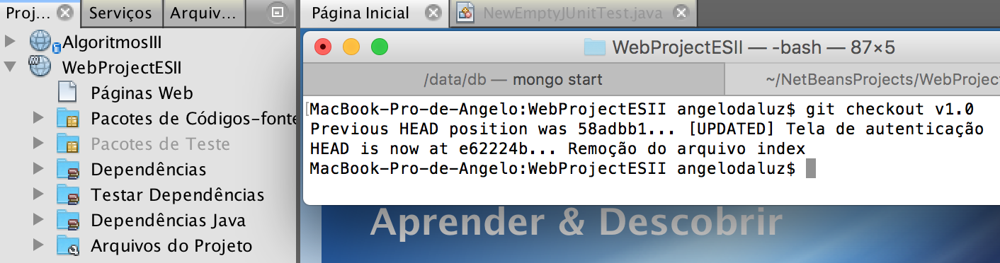 Proj...
Serviços
Arquiv...
AlgoritmosIII
WebProjectESII
Páginas Web
Pacotes de Códigos-fonte
Pacotes de Teste
Dependências
Testar Dependências
Dependências Java
Arquivos do Projeto
Página Inicial
NewEmptyJUnitTest.java
WebProjectESII — -bash — 87×5
/data/db — mongo start
~/NetBeansProjects/WebProjec
[MacBook-Pro-de-Angelo:WebProjectESII angelodaluz$ git checkout v1.0
Previous HEAD position was 58adbb1... [UPDATED] Tela de autenticação
HEAD is now at e62224b... Remoção do arquivo index
MacBook-Pro-de-Angelo:WebProjectESII angelodaluz$
Aprender & Descobrir